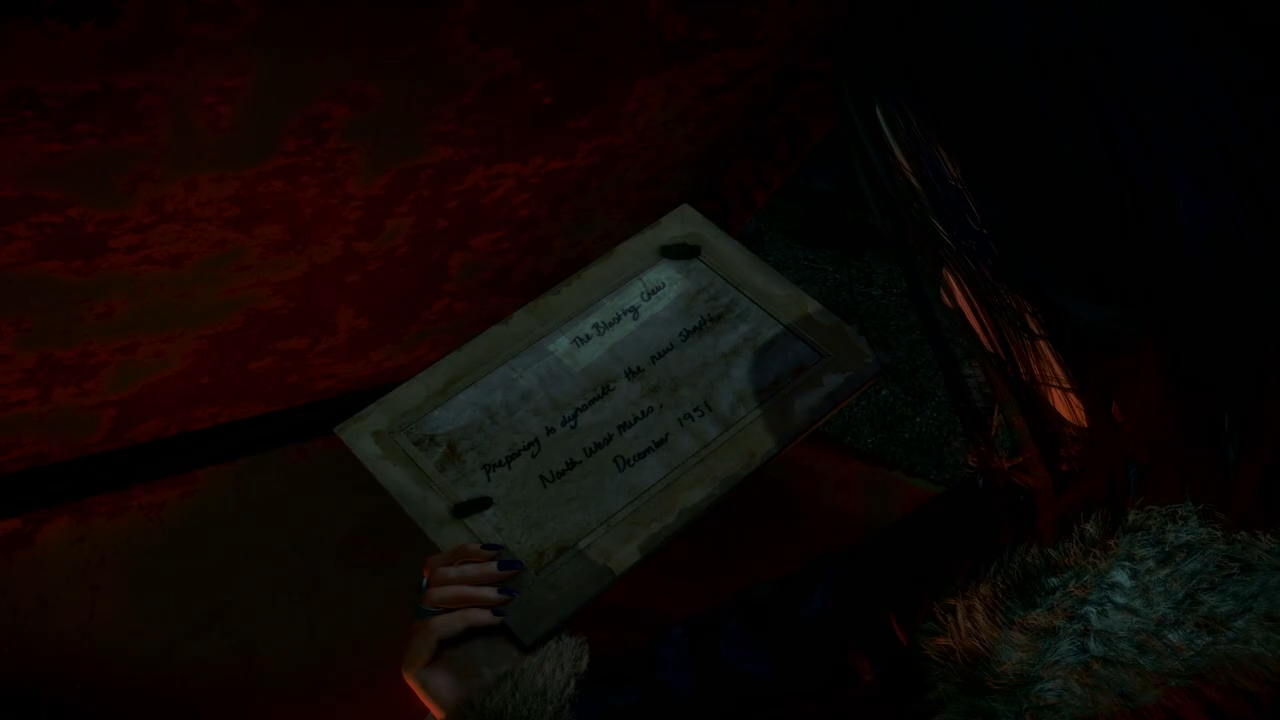 The Blasting Crew
Preparing to dynamite the new shaft.
North West Mines,
December 1951